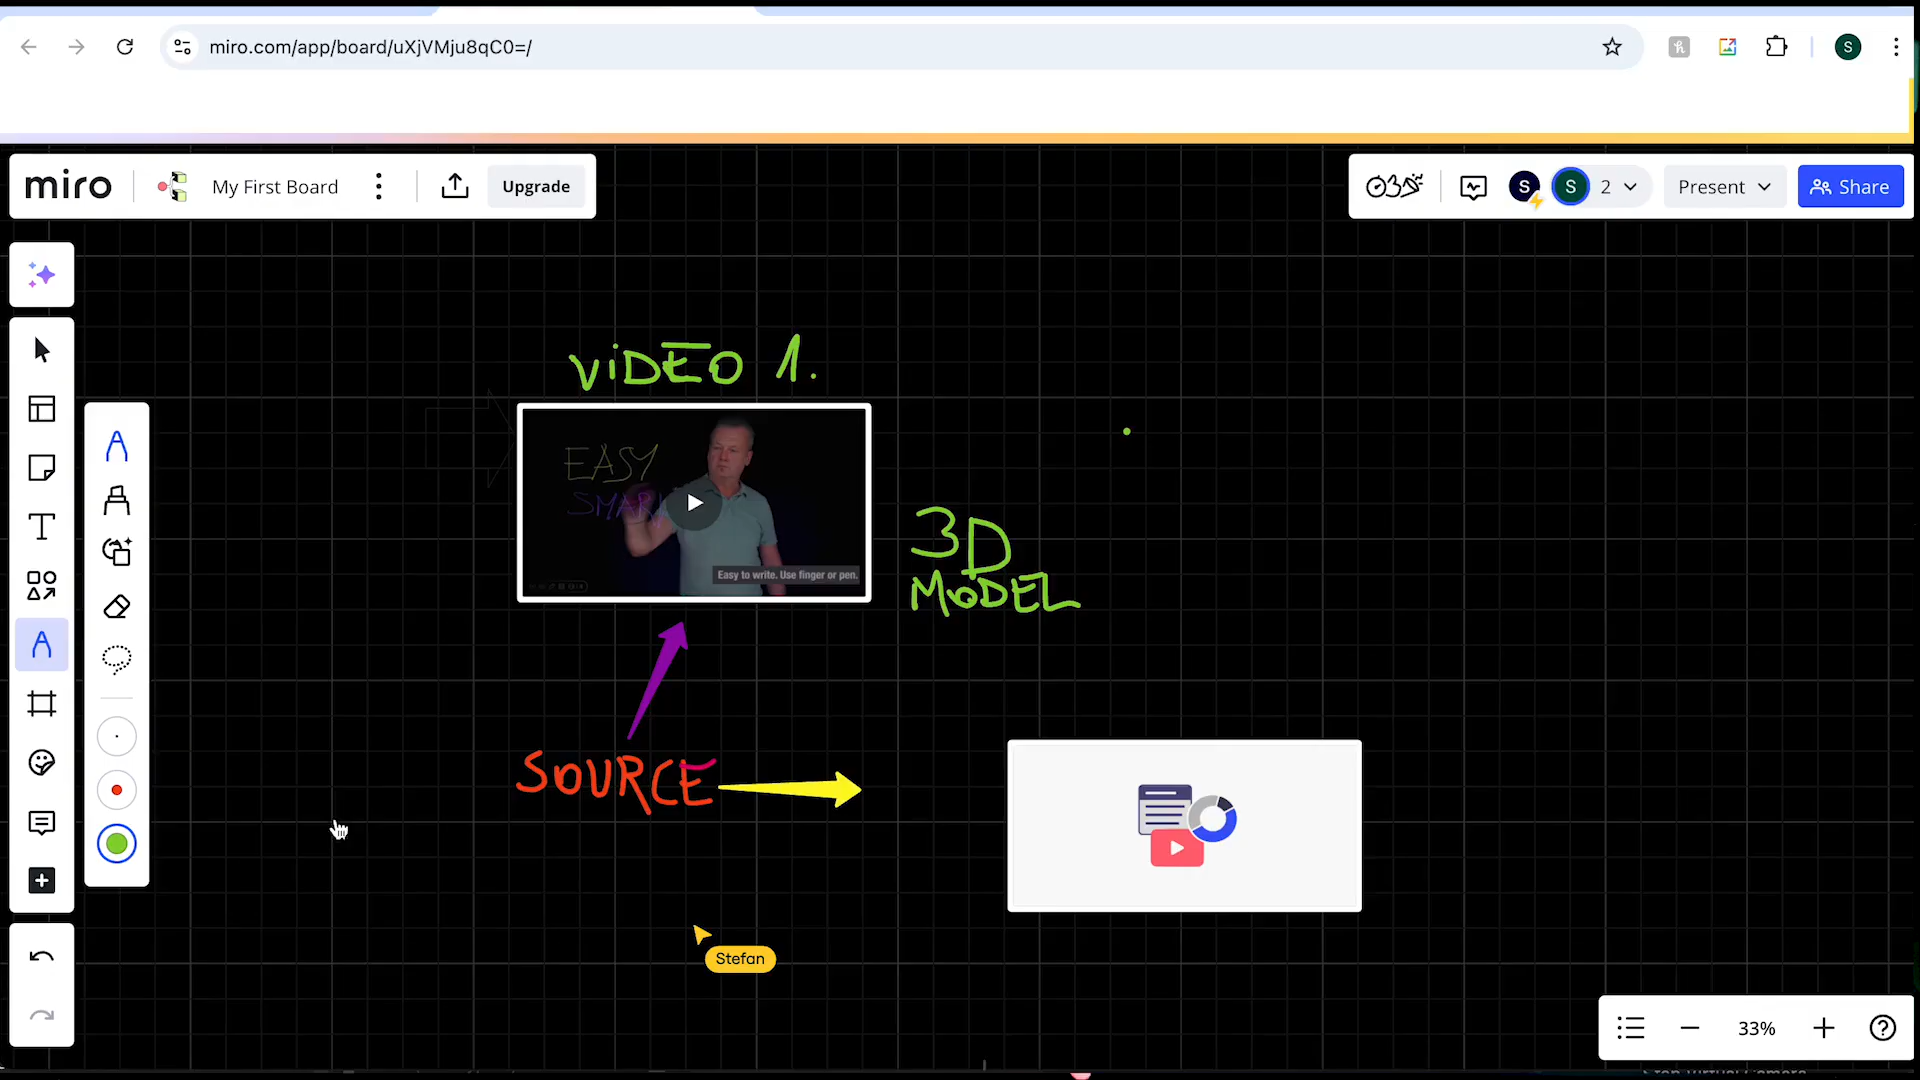 miro.com/app/board/uXjVMju8qC0=/
S
miro
My First Board
Upgrade
S
S
2
Present
Share
ViDEO 1.
EASY
SMAR
Easy to write. Use finger or pen.
3D
MODEL
SOURCE
Stefan
33%